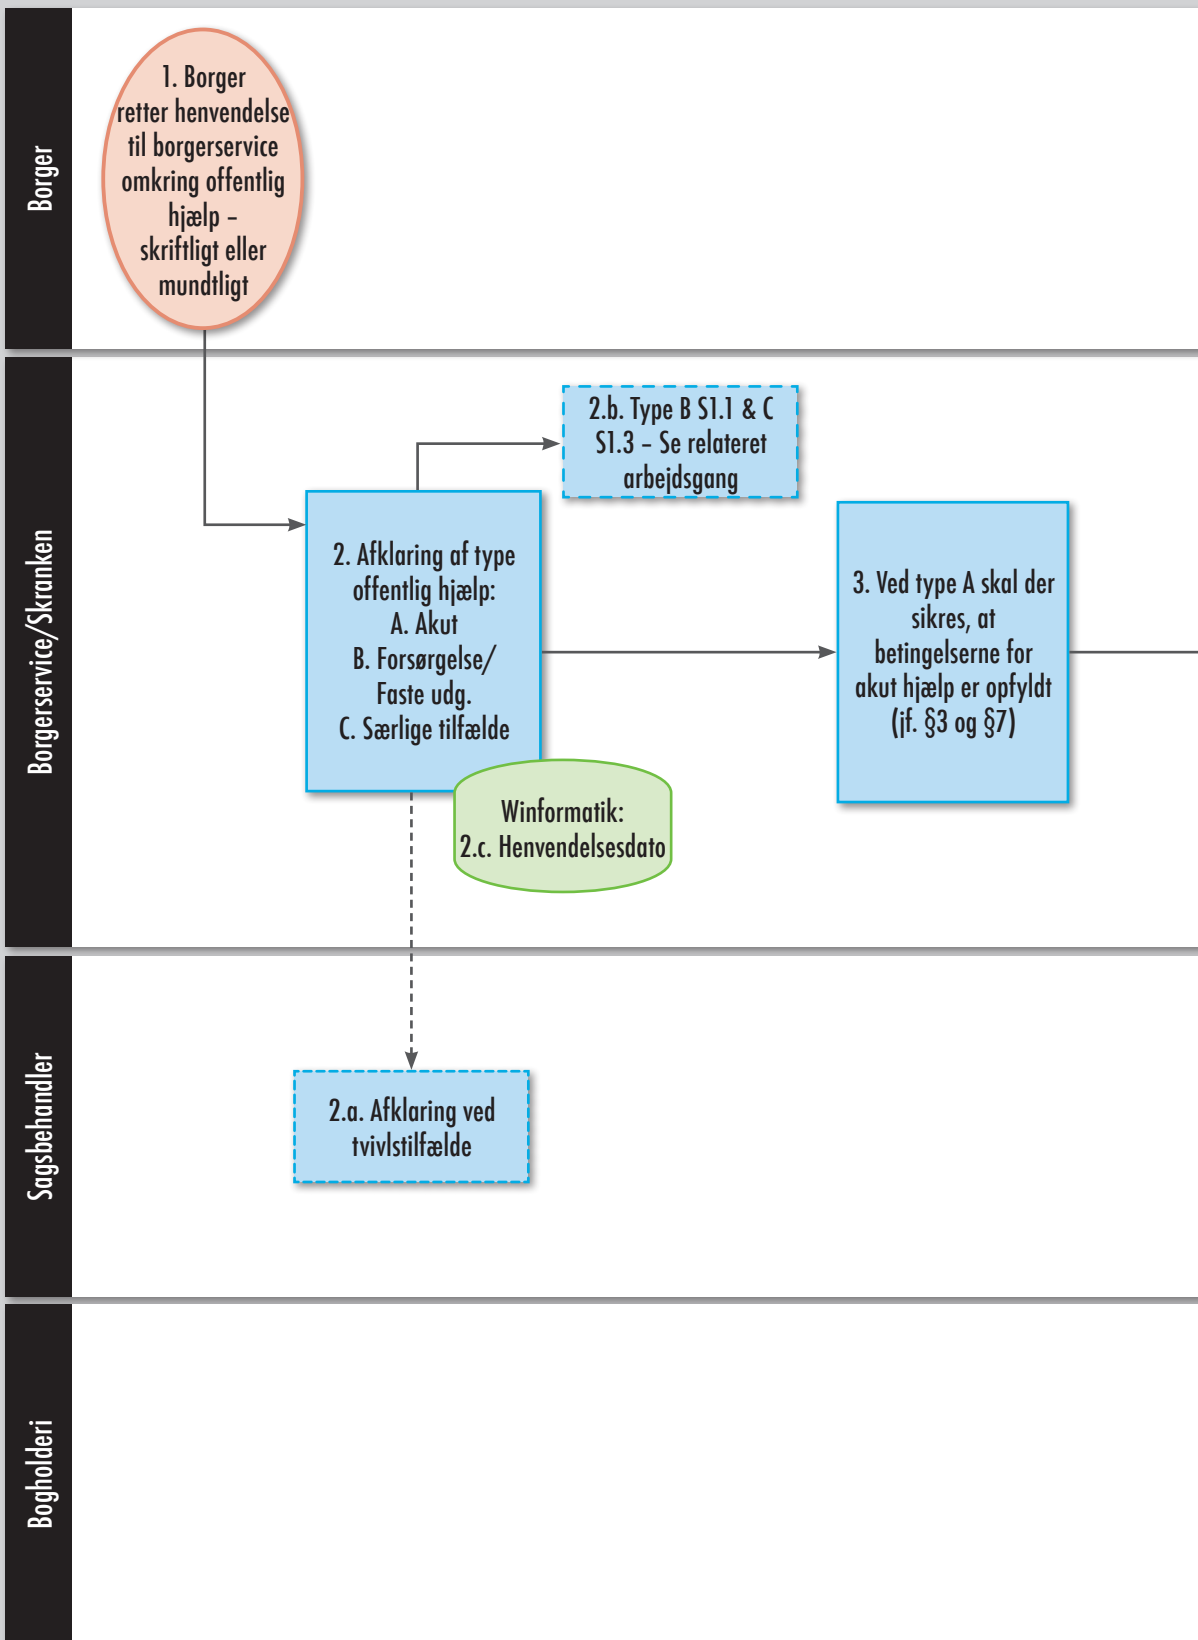 Borger
1. Borger
retter henvendelse
til borgerservice
omkring offentlig
hjælp –
skriftligt eller
mundtligt
Borgerservice/Skranken
2.b. Type B S1.1 & C
S1.3 – Se relateret
arbejdsgang
2. Afklaring af type
offentlig hjælp:
A. Akut
B. Forsørgelse/
Faste udg.
C. Særlige tilfælde
3. Ved type A skal der
sikres, at
betingelserne for
akut hjælp er opfyldt
(jf. §3 og §7)
Winformatik:
2.c. Henvendelsesdato
Sagsbehandler
2.a. Afklaring ved
tvivlstilfælde
Bogholderi